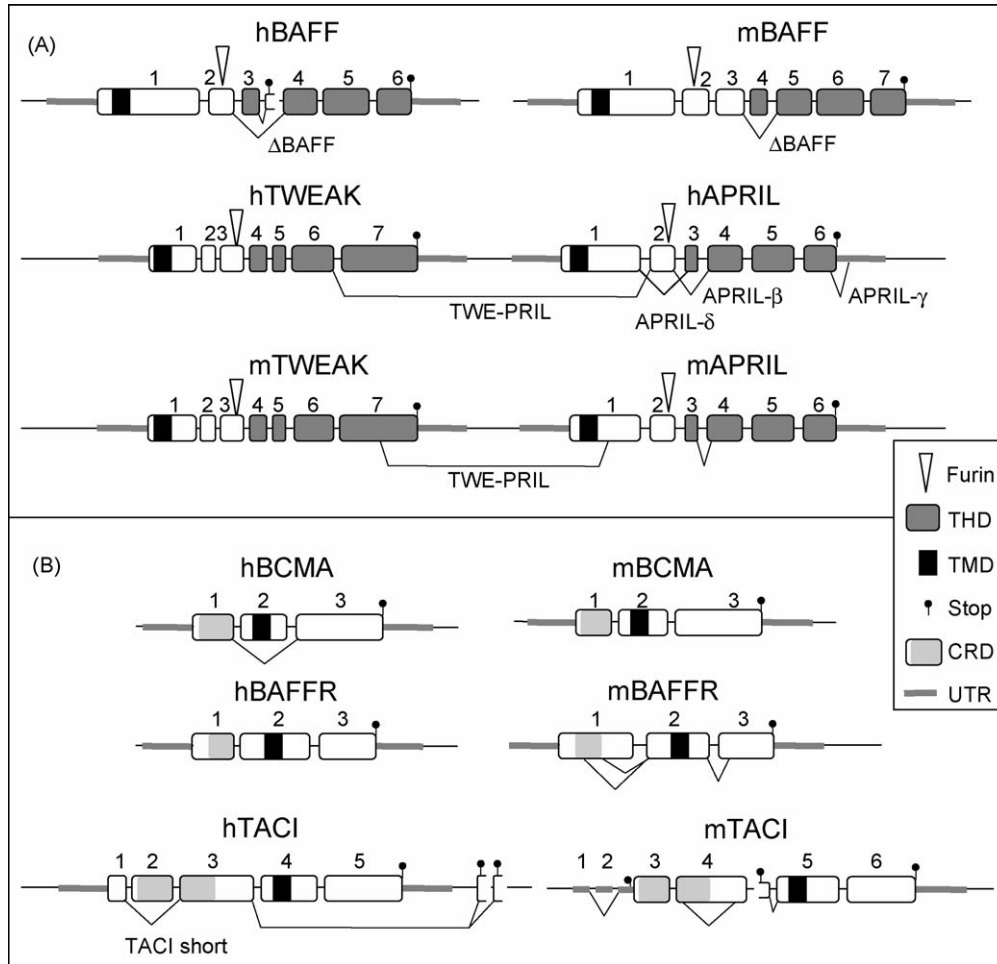 (A)
hBAFF mBAFF
1 2 3 4 5 6 1 2 3 4 5 6 7
ΔBAFF ΔBAFF
hTWEAK hAPRIL
1 23 4 5 6 7 1 2 3 4 5 6
TWE-PRIL APRIL-δ APRIL-β APRIL-γ
mTWEAK mAPRIL
1 2 3 4 5 6 7 1 2 3 4 5 6
TWE-PRIL
Furin
THD
TMD
Stop
CRD
UTR
(B)
hBCMA mBCMA
1 2 3 1 2 3
hBAFFR mBAFFR
1 2 3 1 2 3
hTACI mTACI
1 2 3 4 5 1 2 3 4 5 6
TACI short